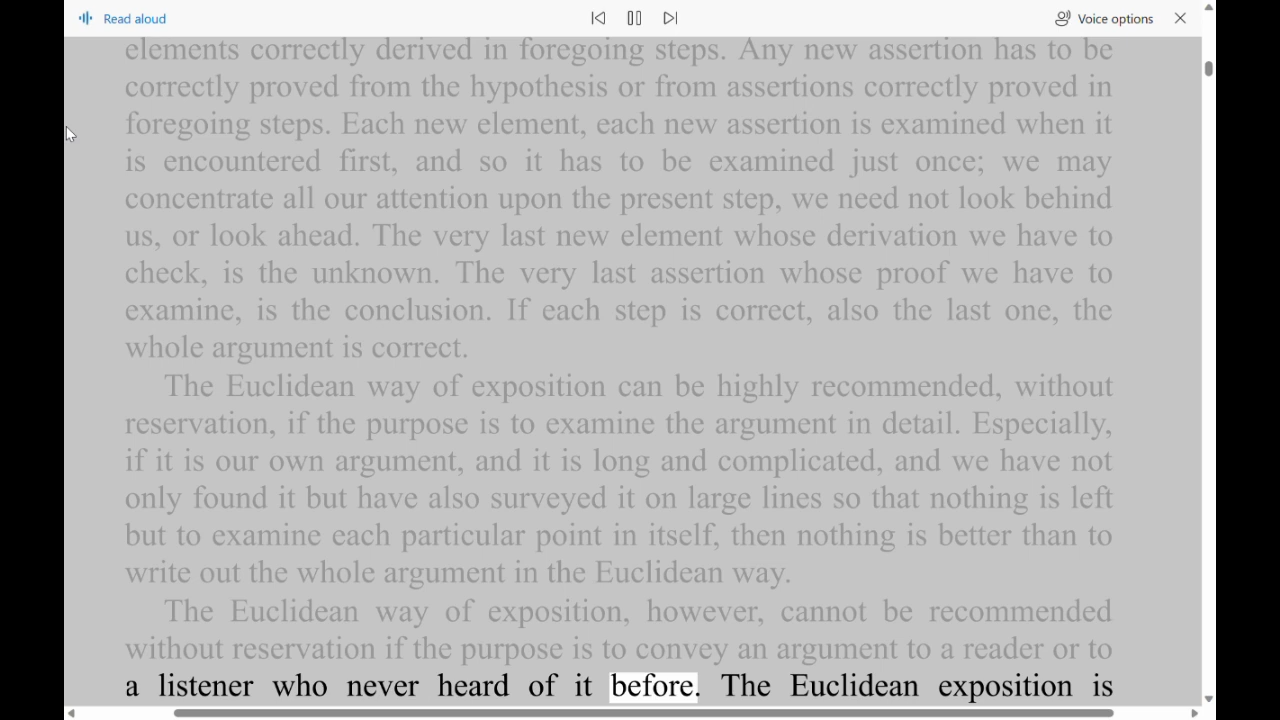 Read aloud
Voice options
elements correctly derived in foregoing steps. Any new assertion has to be
correctly proved from the hypothesis or from assertions correctly proved in
foregoing steps. Each new element, each new assertion is examined when it
is encountered first, and so it has to be examined just once; we may
concentrate all our attention upon the present step, we need not look behind
us, or look ahead. The very last new element whose derivation we have to
check, is the unknown. The very last assertion whose proof we have to
examine, is the conclusion. If each step is correct, also the last one, the
whole argument is correct.
The Euclidean way of exposition can be highly recommended, without
reservation, if the purpose is to examine the argument in detail. Especially,
if it is our own argument, and it is long and complicated, and we have not
only found it but have also surveyed it on large lines so that nothing is left
but to examine each particular point in itself, then nothing is better than to
write out the whole argument in the Euclidean way.
The Euclidean way of exposition, however, cannot be recommended
without reservation if the purpose is to convey an argument to a reader or to
a listener who never heard of it before. The Euclidean exposition is